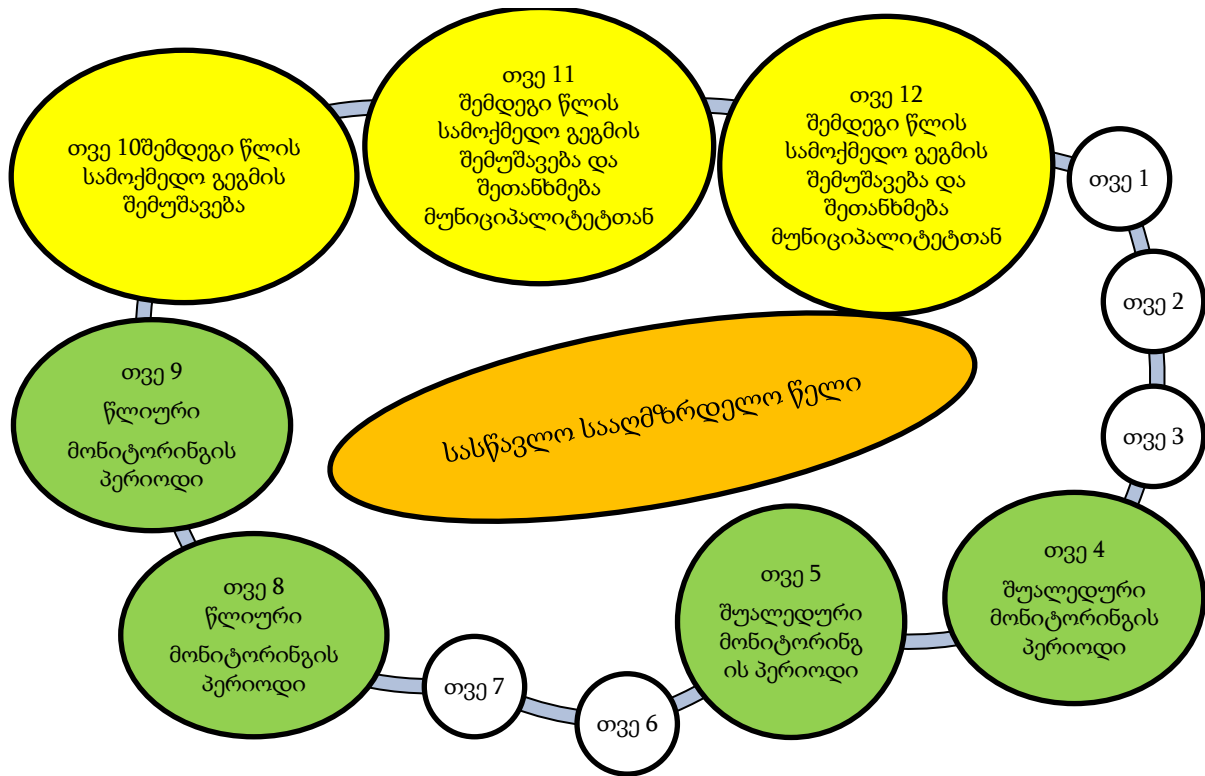 თვე 10შემდეგი წლის
სამოქმედო გეგმის
შემუშავება
თვე 11
შემდეგი წლის
სამოქმედო გეგმის
შემუშავება და
შეთანხმება
მუნიციპალიტეტთან
თვე 12
შემდეგი წლის
სამოქმედო გეგმის
შემუშავება და
შეთანხმება
მუნიციპალიტეტთან
თვე 1
თვე 2
თვე 3
თვე 4
შუალედური
მონიტორინგის
პერიოდი
თვე 5
შუალედური
მონიტორინგ
ის პერიოდი
თვე 6
თვე 7
თვე 8
წლიური
მონიტორინგის
პერიოდი
თვე 9
წლიური
მონიტორინგის
პერიოდი
სასწავლო სააღმზრდელო წელი